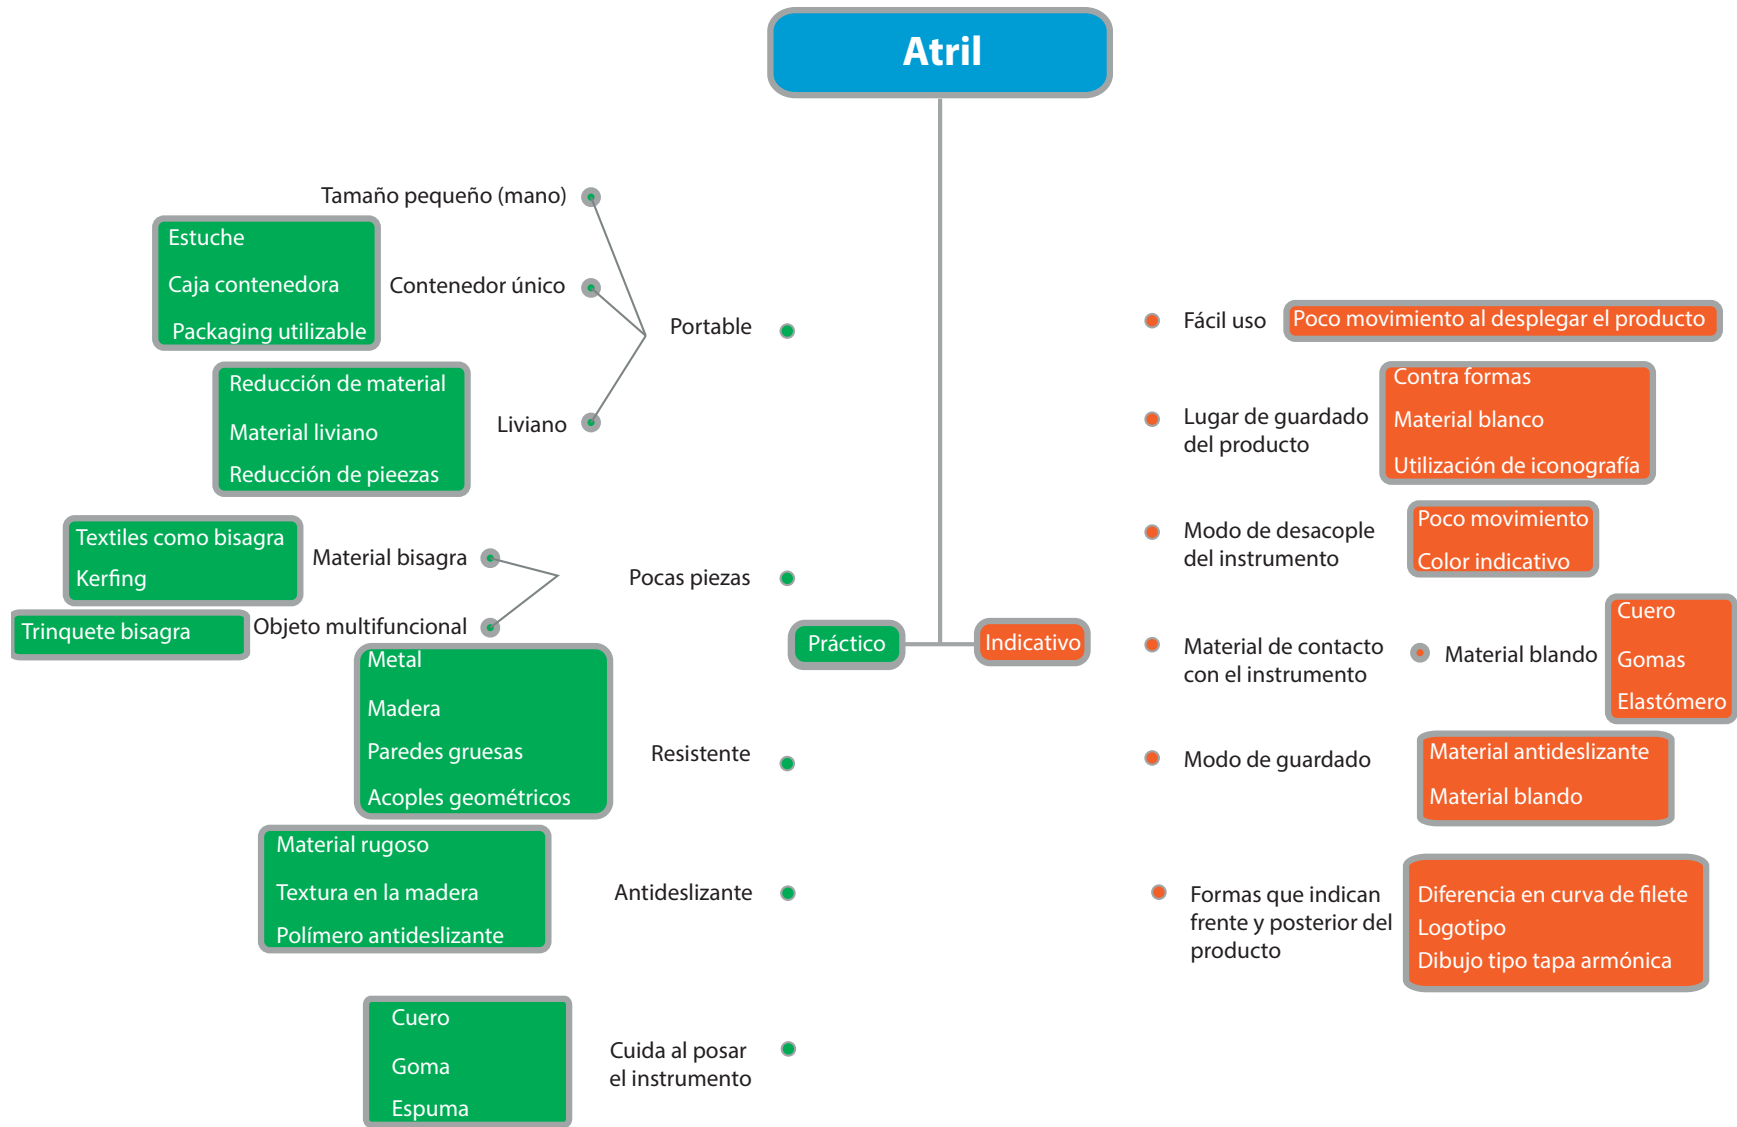 Atril
Tamaño pequeño (mano)
Estuche
Caja contenedora
Packaging utilizable
Contenedor único
Portable
Reducción de material
Material liviano
Reducción de pieezas
Liviano
Textiles como bisagra
Kerfing
Material bisagra
Trinquete bisagra
Objeto multifuncional
Pocas piezas
Práctico
Indicativo
Metal
Madera
Paredes gruesas
Acoples geométricos
Resistente
Material rugoso
Textura en la madera
Polímero antideslizante
Antideslizante
Cuero
Goma
Espuma
Cuida al posar
el instrumento
Fácil uso
Poco movimiento al desplegar el producto
Lugar de guardado
del producto
Contra formas
Material blanco
Utilización de iconografía
Modo de desacople
del instrumento
Poco movimiento
Color indicativo
Material de contacto
con el instrumento
Material blando
Cuero
Gomas
Elastómero
Modo de guardado
Material antideslizante
Material blando
Formas que indican
frente y posterior del
producto
Diferencia en curva de filete
Logotipo
Dibujo tipo tapa armónica